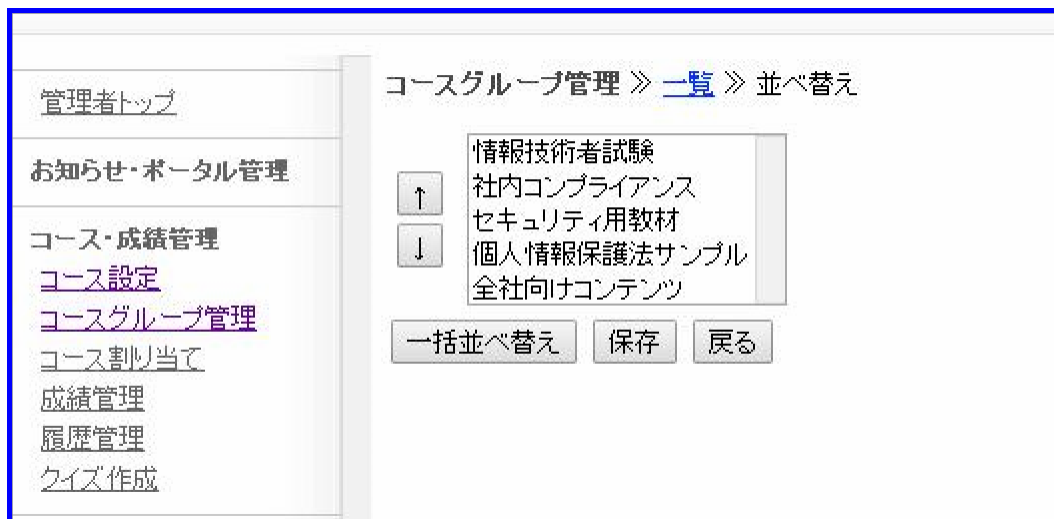 管理者トップ
お知らせ・ポータル管理
コース・成績管理
コース設定
コースグループ管理
コース割り当て
成績管理
履歴管理
クイズ作成
コースグループ管理 ≫ 一覧 ≫ 並べ替え
↑
↓
情報技術者試験
社内コンプライアンス
セキュリティ用教材
個人情報保護法サンプル
全社向けコンテンツ
一括並べ替え 保存 戻る